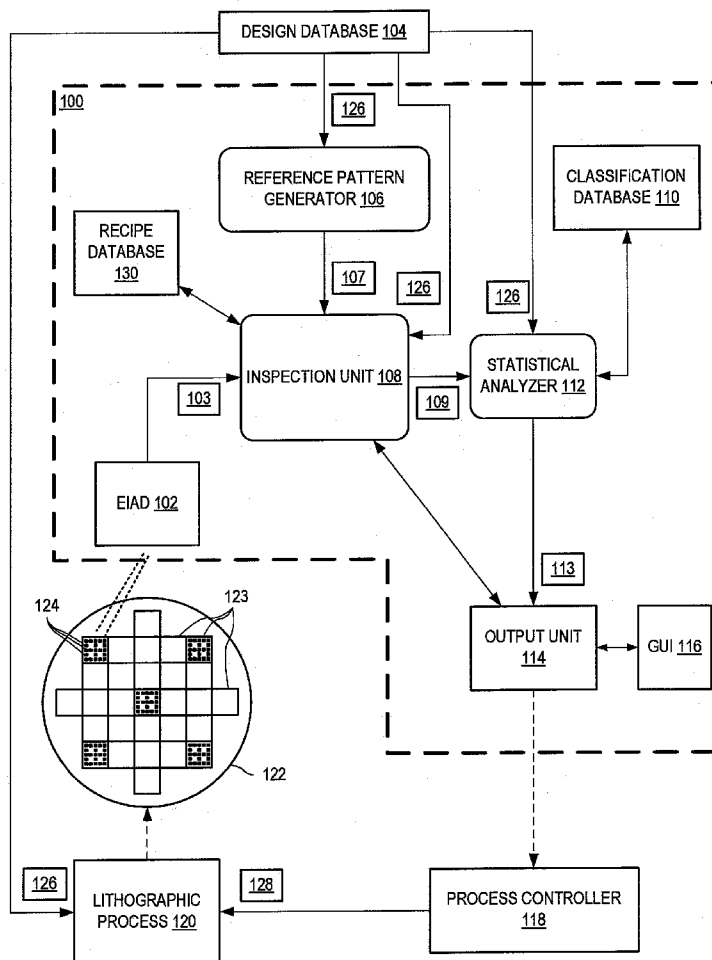 DESIGN DATABASE 104
100
126
REFERENCE PATTERN
GENERATOR 106
CLASSIFICATION
DATABASE 110
RECIPE
DATABASE
130
107
126
126
INSPECTION UNIT 108
STATISTICAL
ANALYZER 112
103
109
EIAD 102
113
124
123
OUTPUT UNIT
114
GUI 116
122
126
LITHOGRAPHIC
PROCESS 120
128
PROCESS CONTROLLER
118